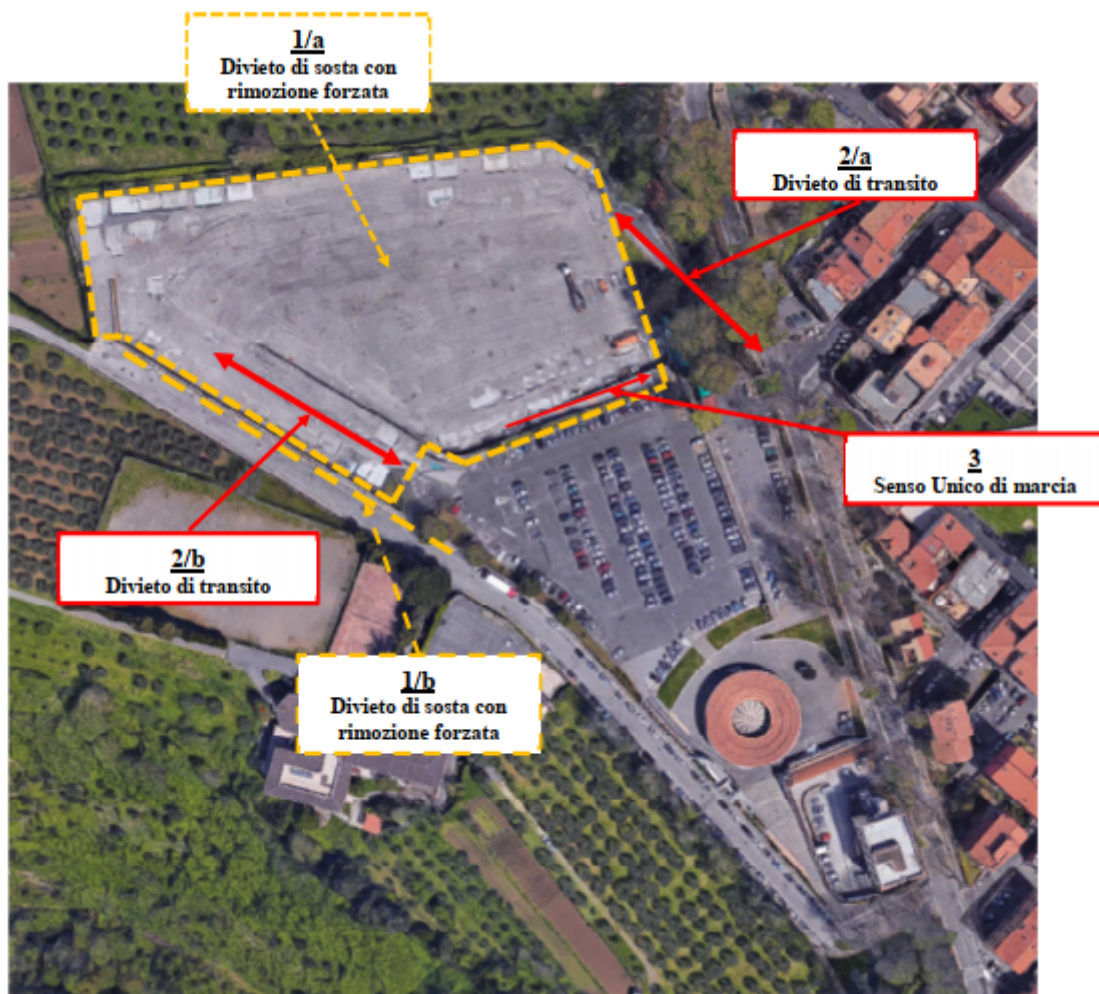 1/a
Divieto di sosta con
rimozione forzata
2/a
Divieto di transito
3
Senso Unico di marcia
2/b
Divieto di transito
1/b
Divieto di sosta con
rimozione forzata